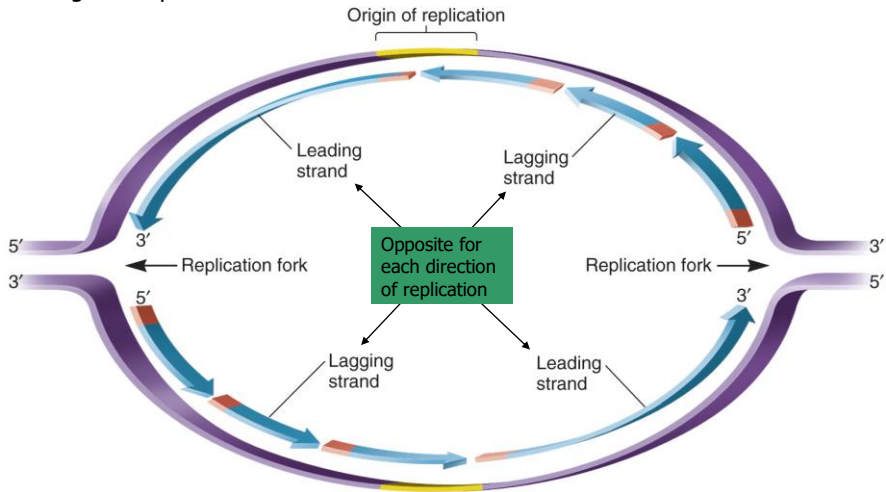 Origin of replication
Leading
strand
Lagging
strand
5′
3′
5′
3′
Opposite for
each direction
of replication
Replication fork
Replication fork
3′
5′
5′
3′
Lagging
strand
Leading
strand